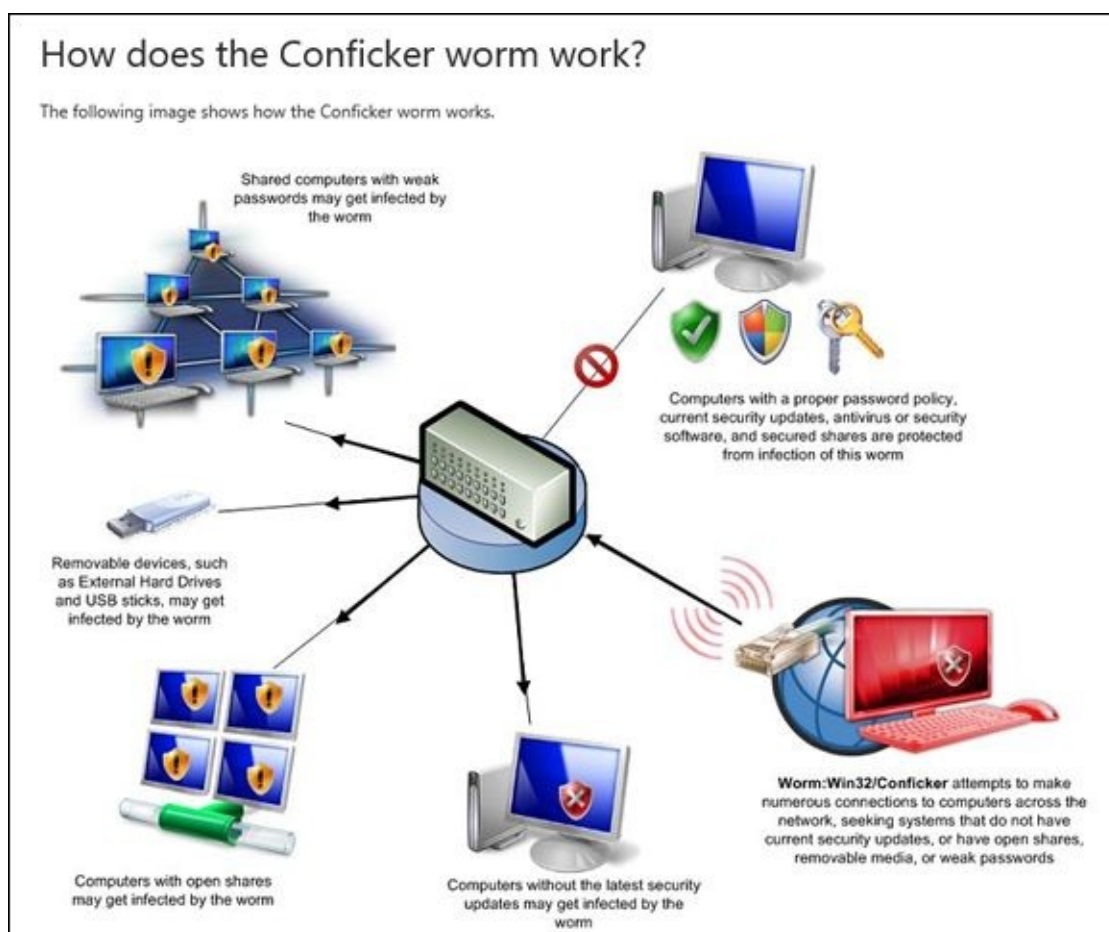 How does the Conficker worm work?
The following image shows how the Conficker worm works.
Shared computers with weak
passwords may get infected by
the worm
Computers with a proper password policy,
current security updates, antivirus or security
software, and secured shares are protected
from infection of this worm
Removable devices, such
as External Hard Drives
and USB sticks, may get
infected by the worm
Worm:Win32/Conficker attempts to make
numerous connections to computers across the
network, seeking systems that do not have
current security updates, or have open shares,
removable media, or weak passwords
Computers with open shares
may get infected by the worm
Computers without the latest security
updates may get infected by the
worm